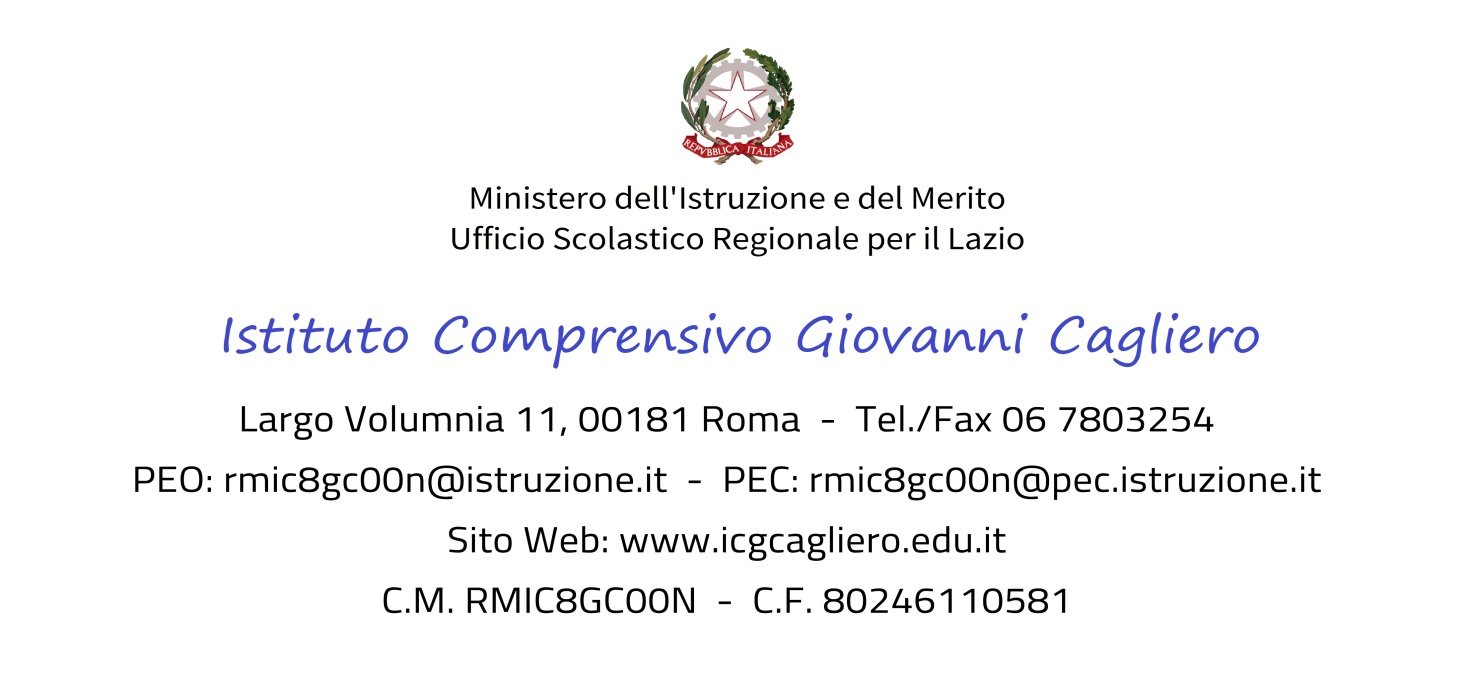 REPVBBLICA ITALIANA
Ministero dell'Istruzione e del Merito
Ufficio Scolastico Regionale per il Lazio
Istituto Comprensivo Giovanni Cagliero
Largo Volumnia 11, 00181 Roma - Tel./Fax 06 7803254
PEO: rmic8gc00n@istruzione.it - PEC: rmic8gc00n@pec.istruzione.it
Sito Web: www.icgcagliero.edu.it
C.M. RMIC8GC00N - C.F. 80246110581